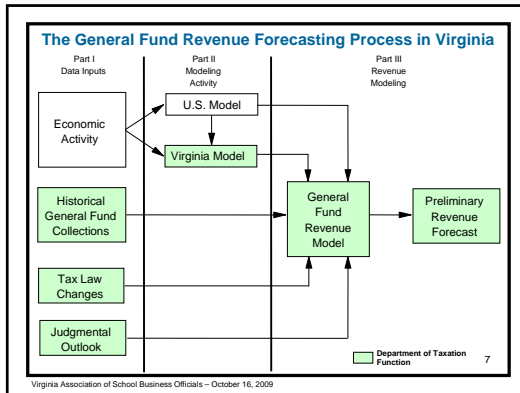 The General Fund Revenue Forecasting Process in Virginia
Part I
Data Inputs
Part II
Modeling
Activity
Part III
Revenue
Modeling
Economic
Activity
U.S. Model
Virginia Model
Historical
General Fund
Collections
General
Fund
Revenue
Model
Preliminary
Revenue
Forecast
Tax Law
Changes
Judgmental
Outlook
Department of Taxation
Function
7
Virginia Association of School Business Officials – October 16, 2009